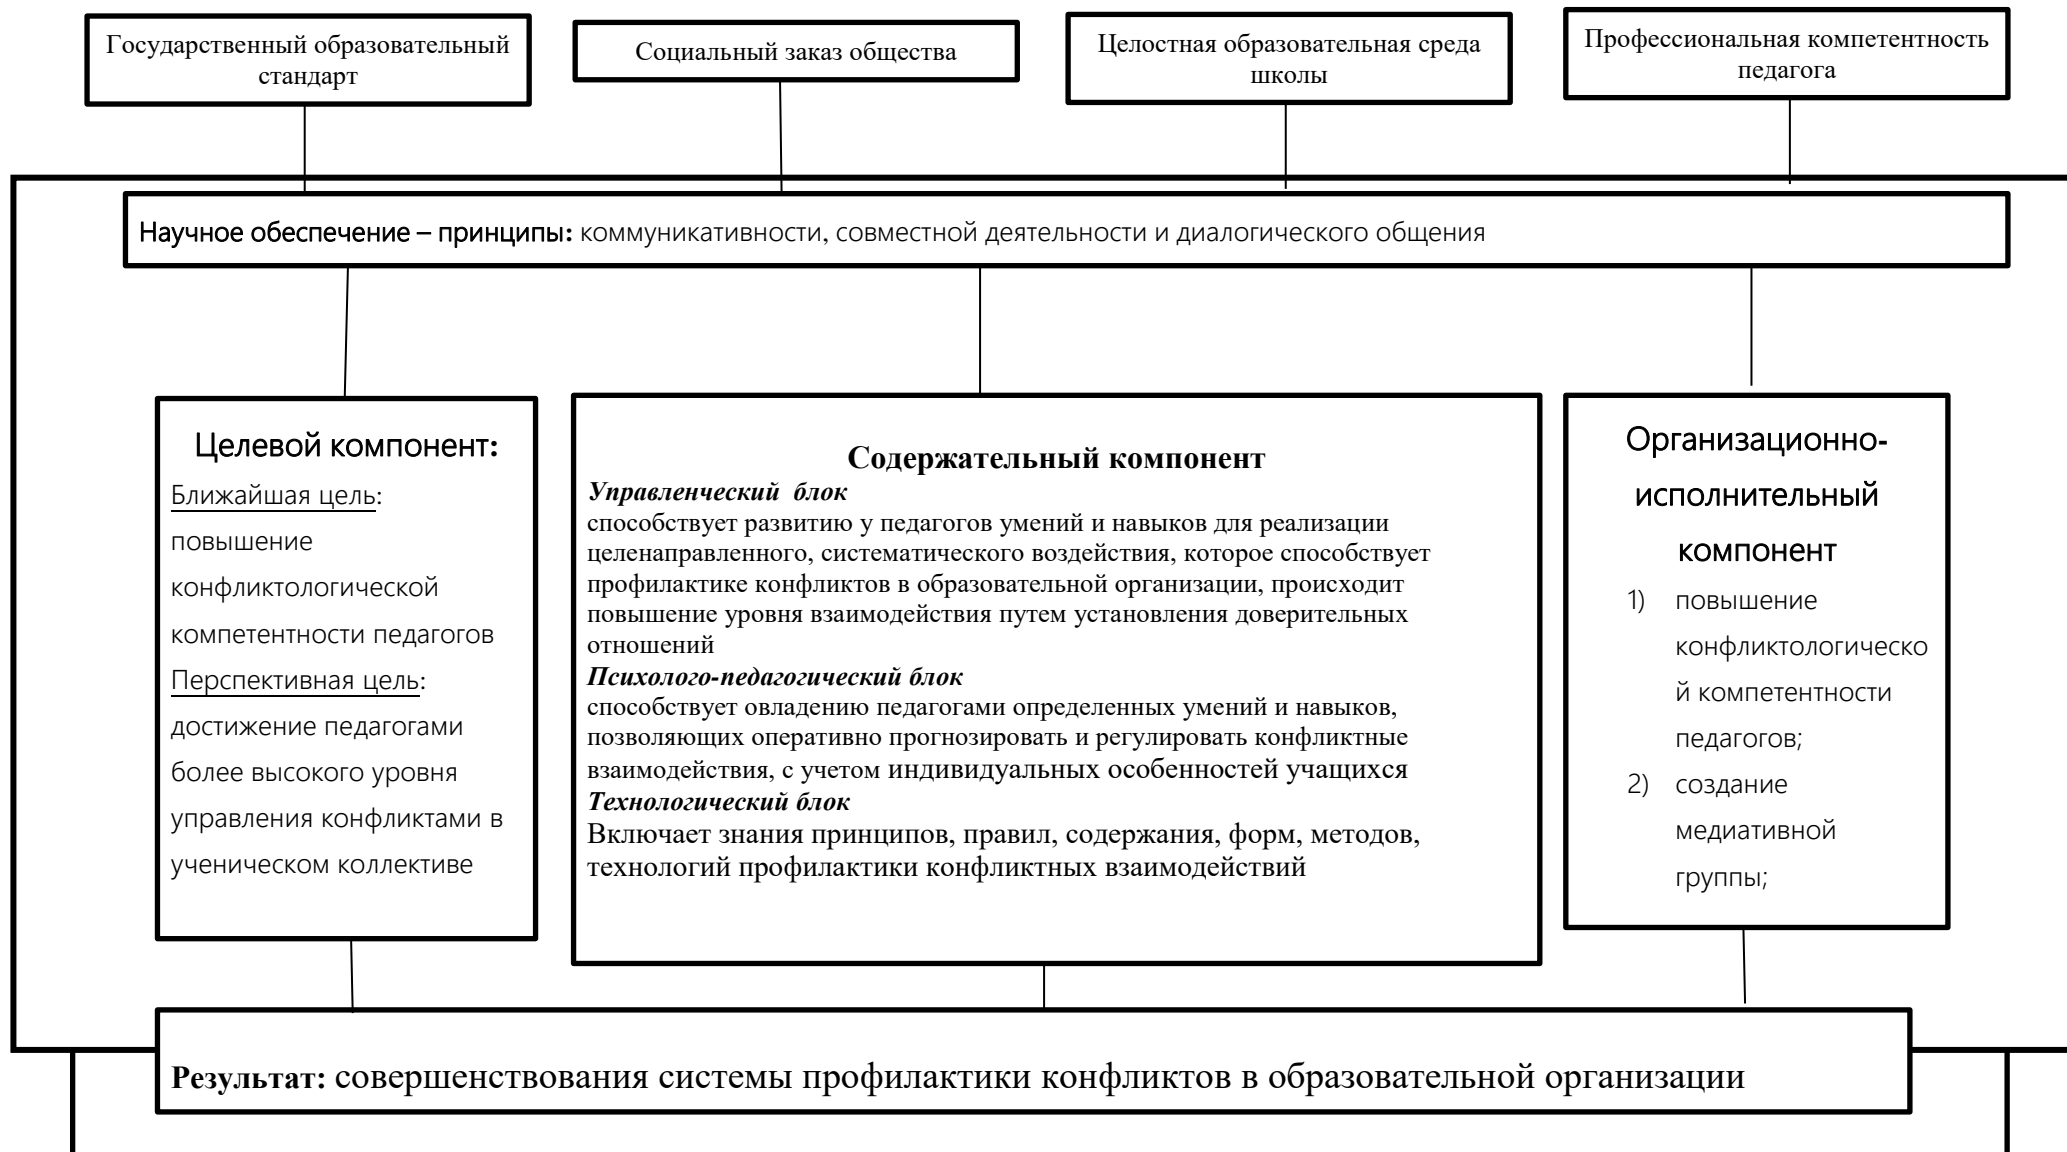 Государственный образовательный
стандарт
Социальный заказ общества
Целостная образовательная среда
школы
Профессиональная компетентность
педагога
Научное обеспечение – принципы: коммуникативности, совместной деятельности и диалогического общения
Целевой компонент:
Ближайшая цель:
повышение
конфликтологической
компетентности педагогов
Перспективная цель:
достижение педагогами
более высокого уровня
управления конфликтами в
ученическом коллективе
Содержательный компонент
Управленческий блок
способствует развитию у педагогов умений и навыков для реализации
целенаправленного, систематического воздействия, которое способствует
профилактике конфликтов в образовательной организации, происходит
повышение уровня взаимодействия путем установления доверительных
отношений
Психолого-педагогический блок
способствует овладению педагогами определенных умений и навыков,
позволяющих оперативно прогнозировать и регулировать конфликтные
взаимодействия, с учетом индивидуальных особенностей учащихся
Технологический блок
Включает знания принципов, правил, содержания, форм, методов,
технологий профилактики конфликтных взаимодействий
Организационно-
исполнительный
компонент
1) повышение
конфликтологическо
й компетентности
педагогов;
2) создание
медиативной
группы;
Результат: совершенствования системы профилактики конфликтов в образовательной организации